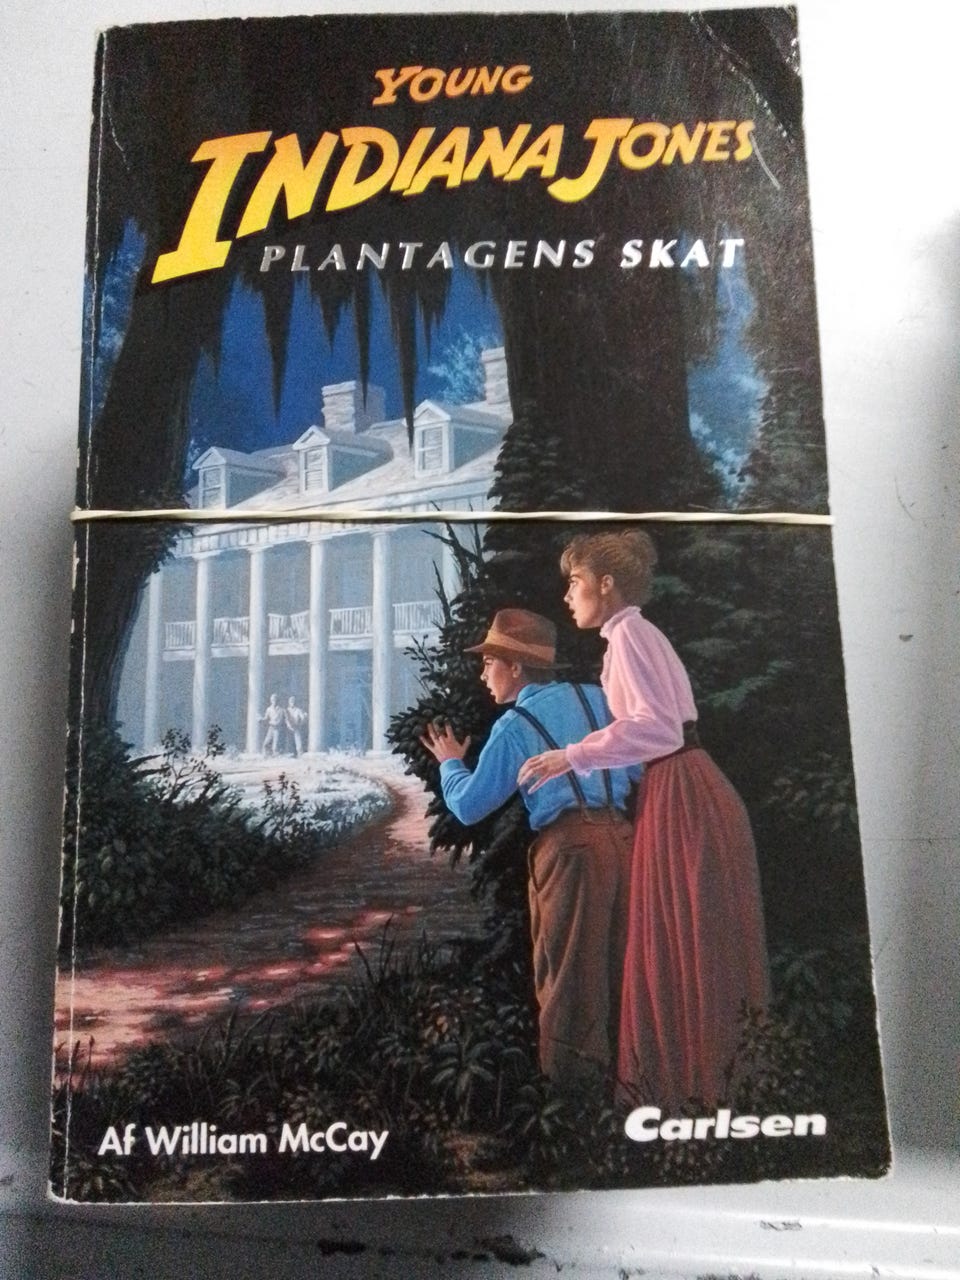 YOUNG
INDIANA JONES
PLANTAGENS SKAT
Af William McCay
Carlsen